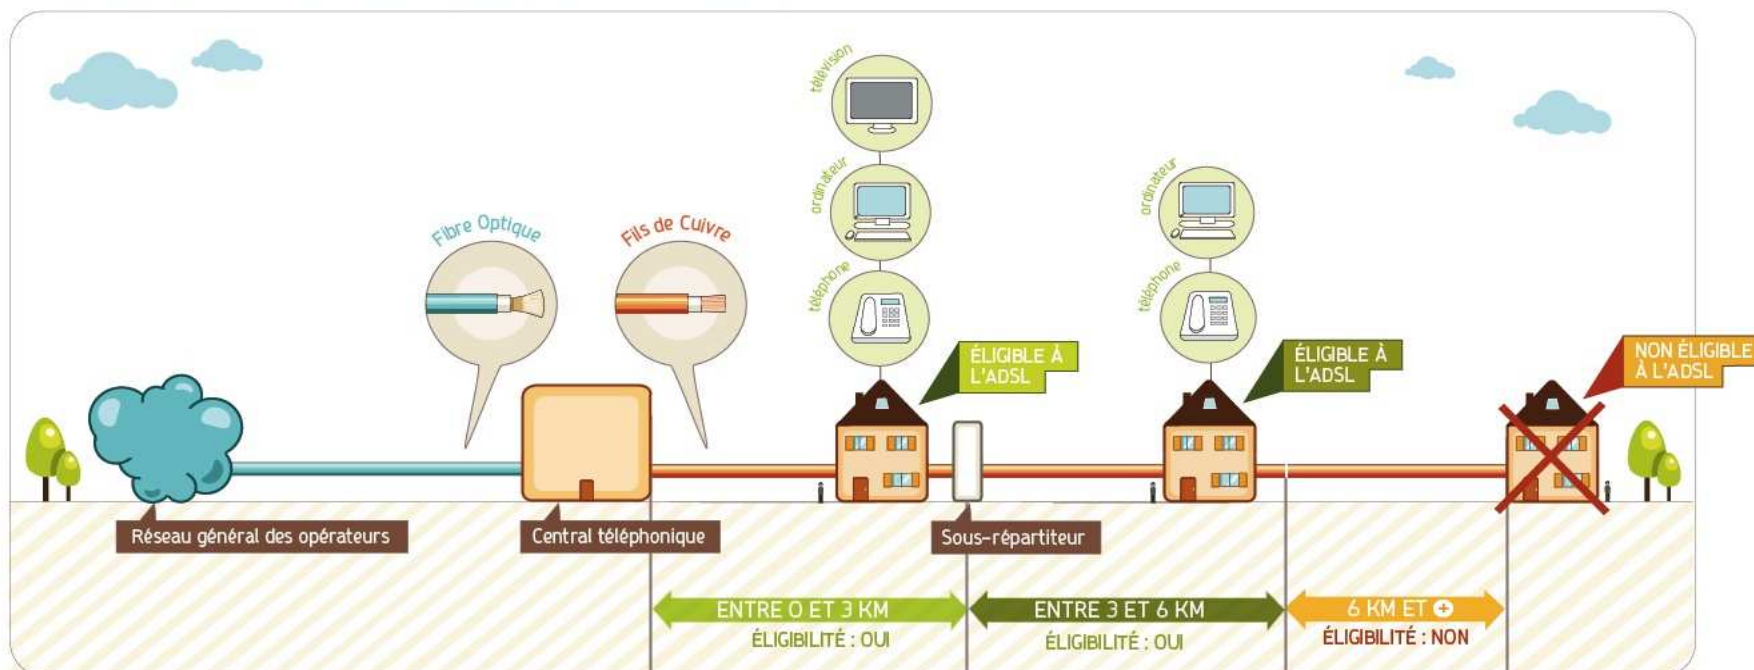 télévision
ordinateur
téléphone
ordinateur
téléphone
Fibre Optique
Fils de Cuivre
ÉLIGIBLE À
L'ADSL
ÉLIGIBLE À
L'ADSL
NON ÉLIGIBLE
À L'ADSL
Réseau général des opérateurs
Central téléphonique
Sous-répartiteur
ENTRE 0 ET 3 KM
ÉLIGIBILITÉ : OUI
ENTRE 3 ET 6 KM
ÉLIGIBILITÉ : OUI
6 KM ET +
ÉLIGIBILITÉ : NON